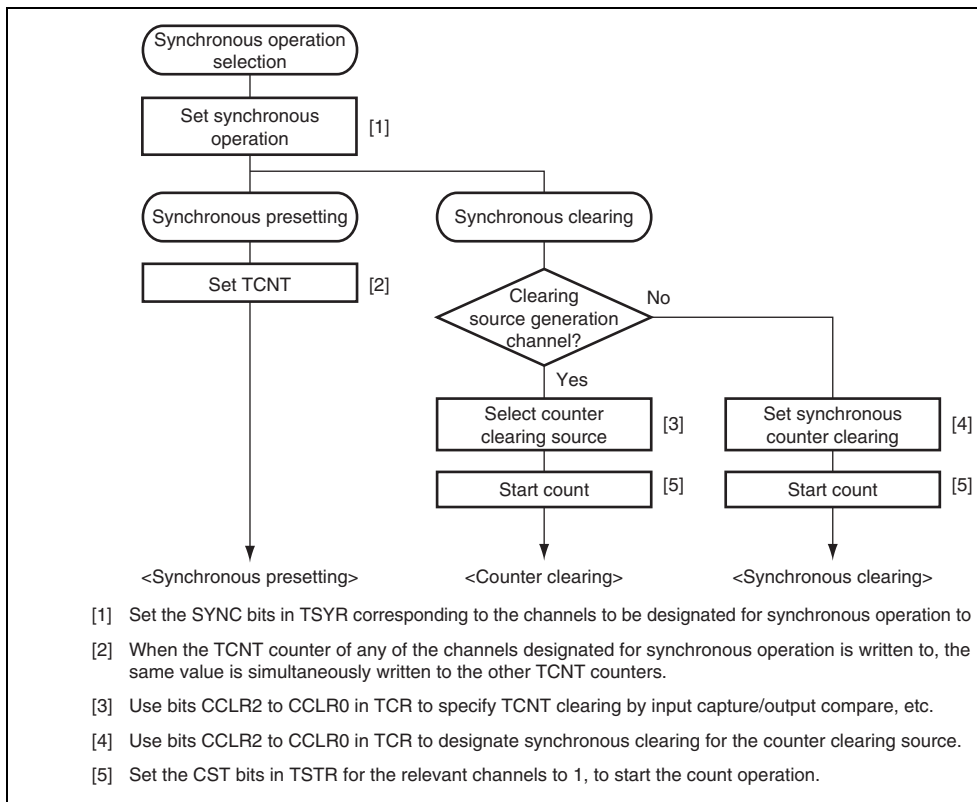 Synchronous operation
selection
Set synchronous
operation
[1]
Synchronous presetting
Synchronous clearing
Set TCNT
[2]
Clearing
source generation
channel?
No
Yes
Select counter
clearing source
[3]
Set synchronous
counter clearing
[4]
Start count
[5]
Start count
[5]
<Synchronous presetting>
<Counter clearing>
<Synchronous clearing>
[1] Set the SYNC bits in TSYR corresponding to the channels to be designated for synchronous operation to
[2] When the TCNT counter of any of the channels designated for synchronous operation is written to, the
same value is simultaneously written to the other TCNT counters.
[3] Use bits CCLR2 to CCLR0 in TCR to specify TCNT clearing by input capture/output compare, etc.
[4] Use bits CCLR2 to CCLR0 in TCR to designate synchronous clearing for the counter clearing source.
[5] Set the CST bits in TSTR for the relevant channels to 1, to start the count operation.